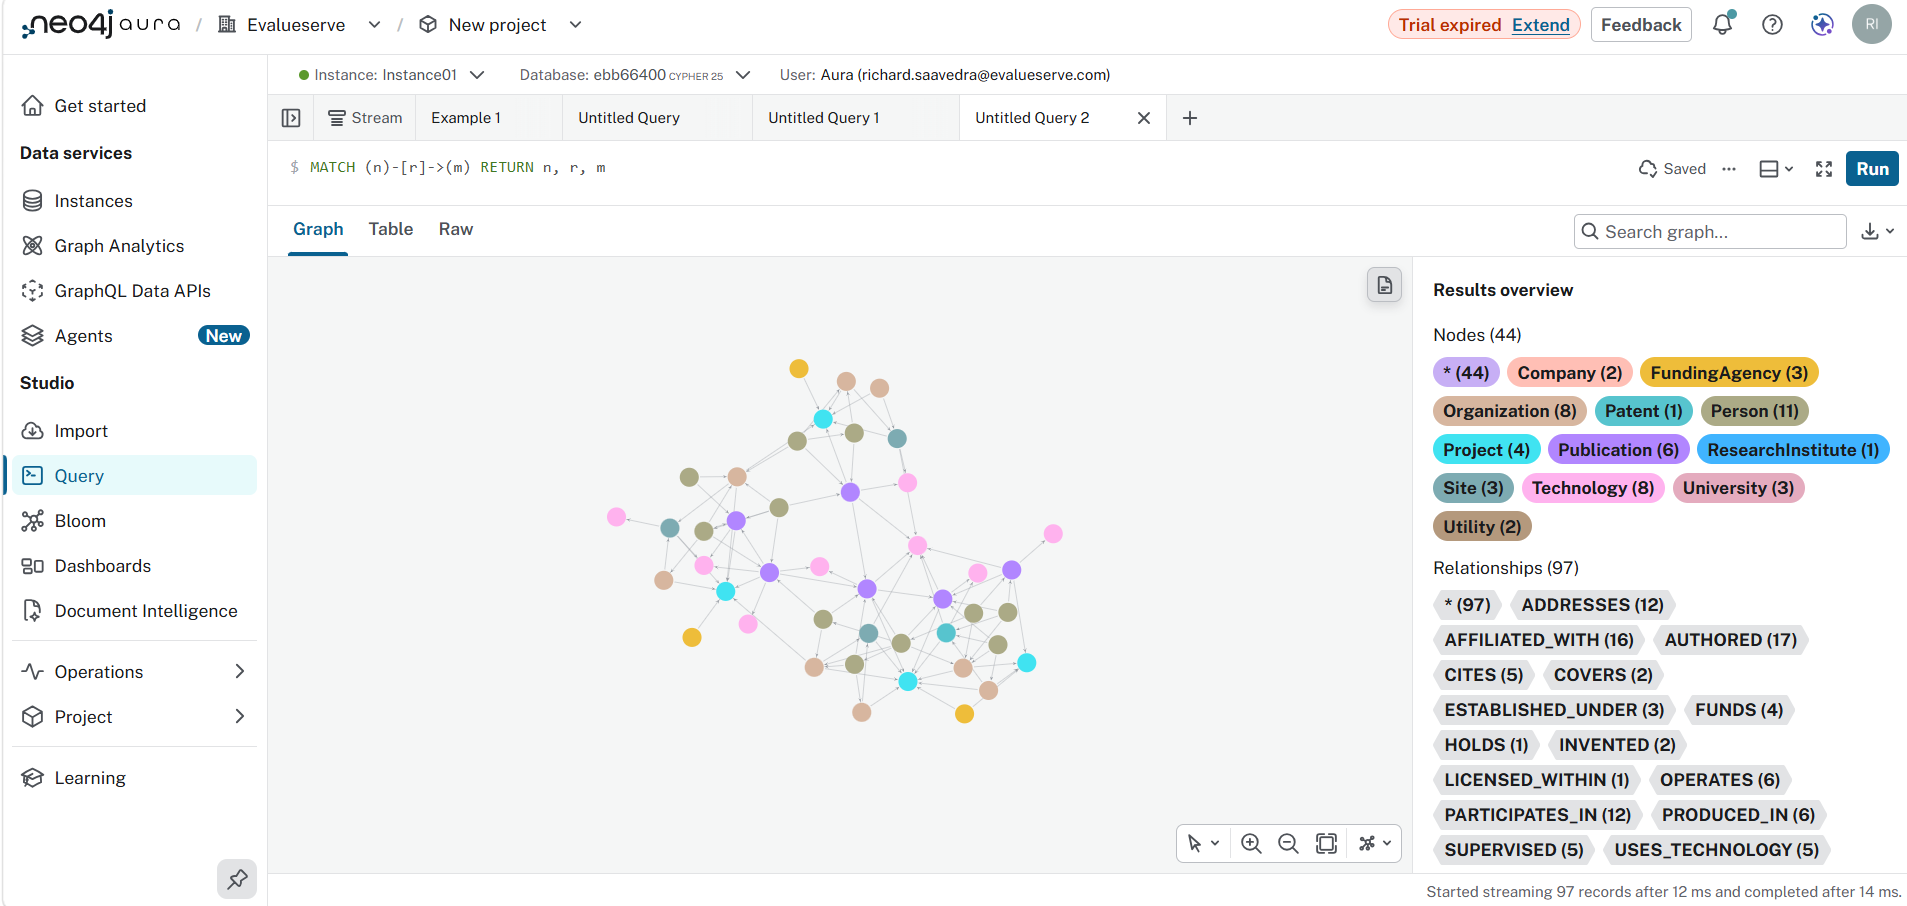 neo4j aura / Evalueserve / New project
Trial expired Extend
Feedback
RI
Get started
Data services
Instances
Graph Analytics
GraphQL Data APIs
Agents New
Studio
Import
Query
Bloom
Dashboards
Document Intelligence
Operations
Project
Learning
Instance: Instance01
Database: ebb66400 CYPHER 25
User: Aura (richard.saavedra@evalueserve.com)
Stream
Example 1
Untitled Query
Untitled Query 1
Untitled Query 2
$ MATCH (n)-[r]->(m) RETURN n, r, m
Saved
Run
Graph Table Raw
Search graph...
Results overview
Nodes (44)
* (44) Company (2) FundingAgency (3)
Organization (8) Patent (1) Person (11)
Project (4) Publication (6) ResearchInstitute (1)
Site (3) Technology (8) University (3)
Utility (2)
Relationships (97)
* (97) ADDRESSES (12)
AFFILIATED_WITH (16) AUTHORED (17)
CITES (5) COVERS (2)
ESTABLISHED_UNDER (3) FUNDS (4)
HOLDS (1) INVENTED (2)
LICENSED_WITHIN (1) OPERATES (6)
PARTICIPATES_IN (12) PRODUCED_IN (6)
SUPERVISED (5) USES_TECHNOLOGY (5)
Started streaming 97 records after 12 ms and completed after 14 ms.